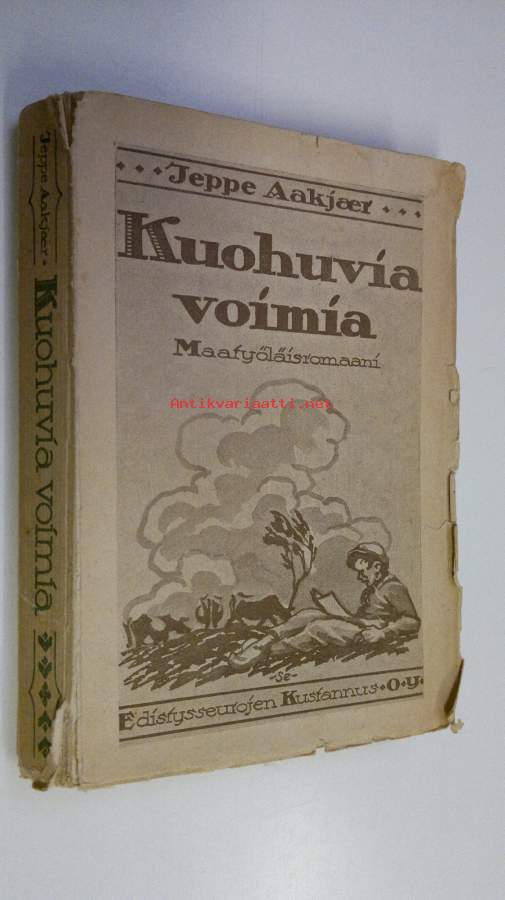 Jeppe Aakjær · Kuohuvia voimia
Jeppe Aakjær
Kuohuvia
voimia
Maatyöläisromaani
Antikvariaatti.net
-Se-
Edistysseurojen Kustannus·O·y·